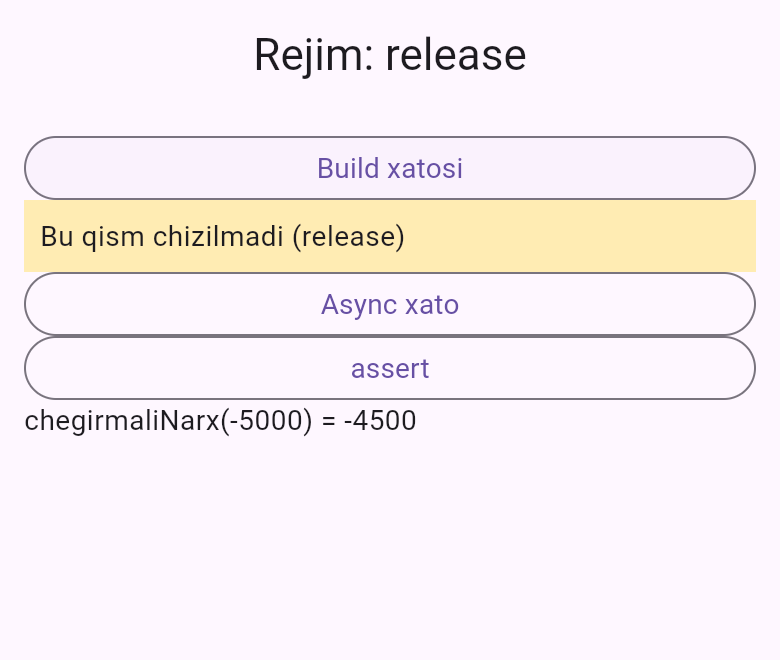 Rejim: release
Build xatosi
Bu qism chizilmadi (release)
Async xato
assert
chegirmaliNarx(-5000) = -4500